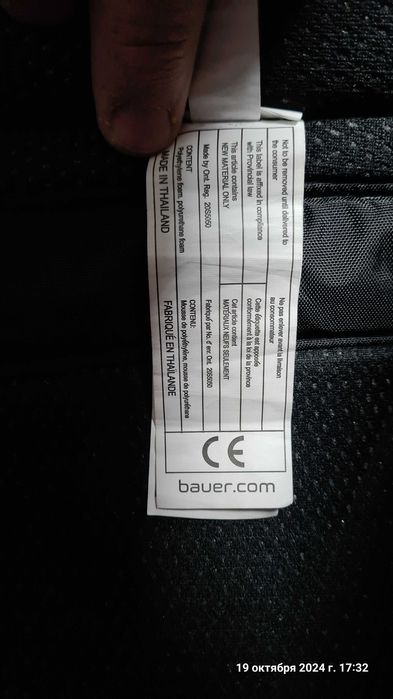 Not to be removed until delivered to
the consumer
This label is affixed in compliance
with Provincial law
This article contains
NEW MATERIAL ONLY
Made by Ont. Reg. 20S5050
CONTENT
Polyethylene foam, polyurethane foam
MADE IN THAILAND
Ne pas enlever avant la livraison
au consommateur
Cette étiquette est apposée
conformément à la loi de la province
Cet article contient
MATÉRIAUX NEUFS SEULEMENT
Fabriqué par No. d' enr. Ont. 20S5050
CONTENU:
Mousse de polyéthylène, mousse de polyuréthane
FABRIQUÉ EN THAÏLANDE
CE
bauer.com
19 октября 2024 г. 17:32